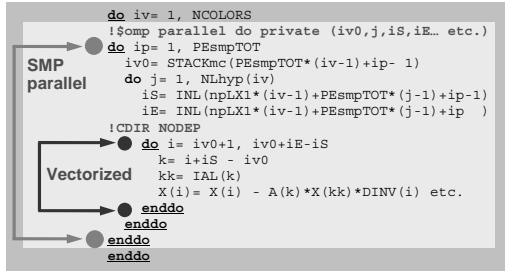 do iv= 1, NCOLORS
!$omp parallel do private (iv0,j,iS,iE… etc.)
do ip= 1, PEsmpTOT
iv0= STACKmc(PEsmpTOT*(iv-1)+ip- 1)
SMP
parallel
do j= 1, NLhyp(iv)
iS= INL(npLX1*(iv-1)+PEsmpTOT*(j-1)+ip-1)
iE= INL(npLX1*(iv-1)+PEsmpTOT*(j-1)+ip  )
!CDIR NODEP
do i= iv0+1, iv0+iE-iS
k= i+iS - iv0
kk= IAL(k)
Vectorized
X(i)= X(i) - A(k)*X(kk)*DINV(i) etc.
enddo
enddo
enddo
enddo